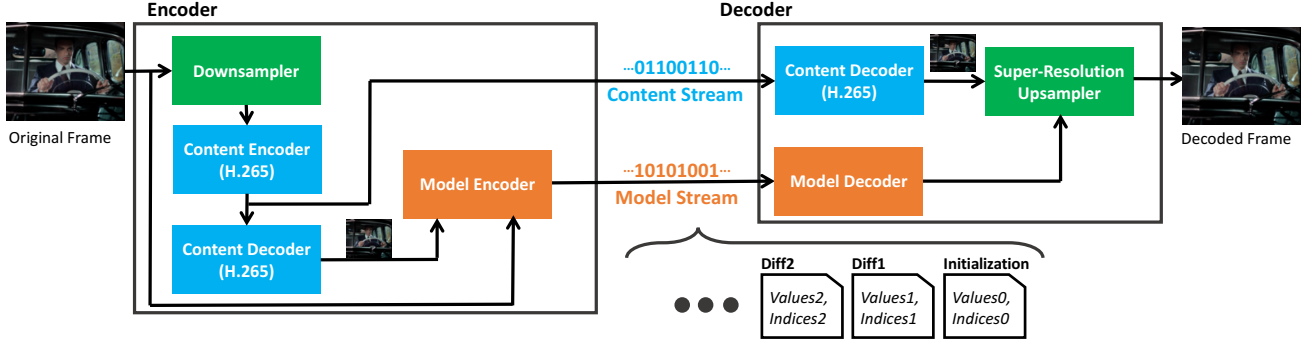 Encoder
Decoder
Original Frame
Downsampler
Content Encoder
(H.265)
Content Decoder
(H.265)
Model Encoder
···01100110···
Content Stream
···10101001···
Model Stream
Content Decoder
(H.265)
Super-Resolution
Upsampler
Model Decoder
Decoded Frame
Diff2
Values2,
Indices2
Diff1
Values1,
Indices1
Initialization
Values0,
Indices0